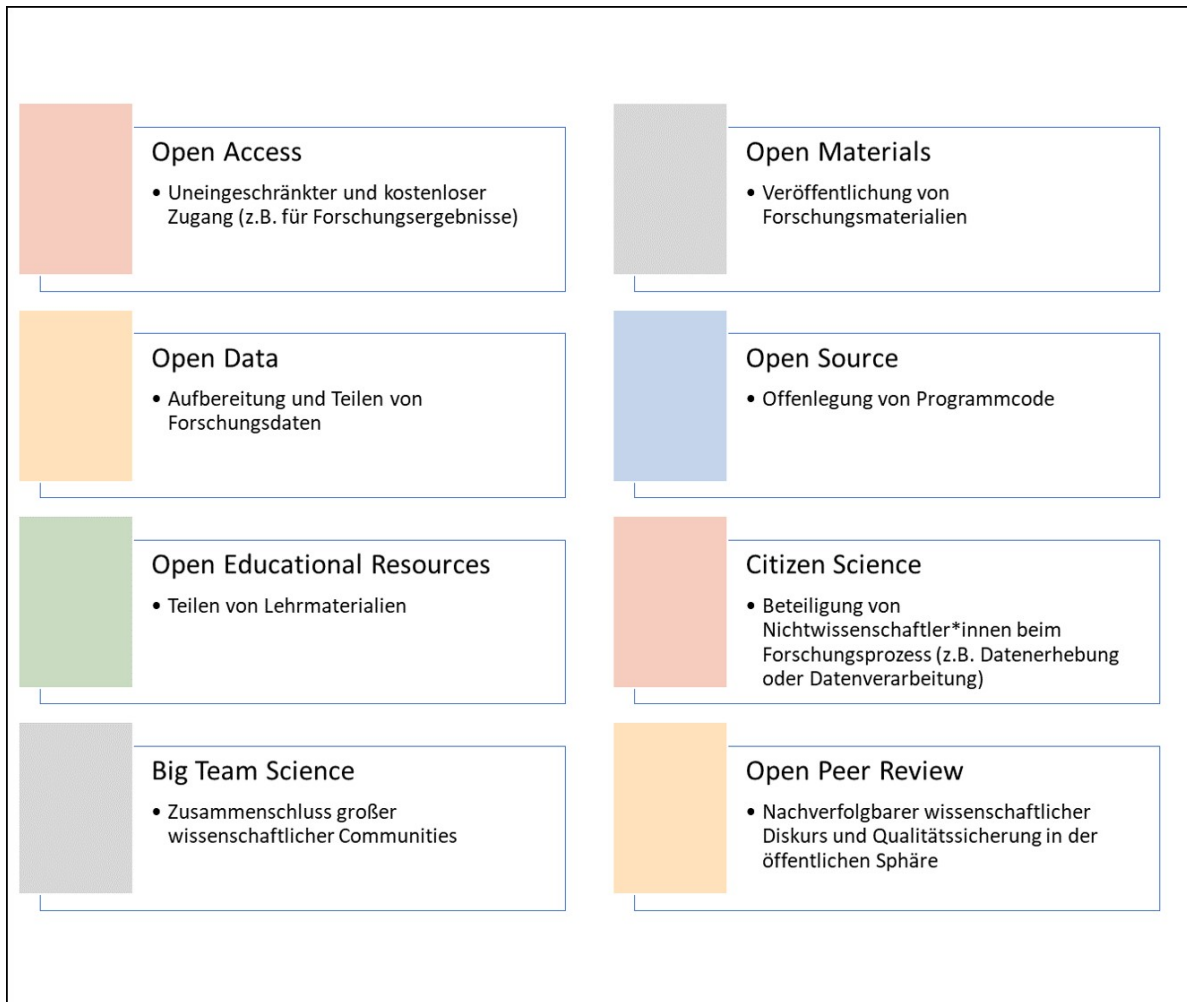 Open Access
• Uneingeschränkter und kostenloser
Zugang (z.B. für Forschungsergebnisse)
Open Materials
• Veröffentlichung von
Forschungsmaterialien
Open Data
• Aufbereitung und Teilen von
Forschungsdaten
Open Source
• Offenlegung von Programmcode
Open Educational Resources
• Teilen von Lehrmaterialien
Citizen Science
• Beteiligung von
Nichtwissenschaftler*innen beim
Forschungsprozess (z.B. Datenerhebung
oder Datenverarbeitung)
Big Team Science
• Zusammenschluss großer
wissenschaftlicher Communities
Open Peer Review
• Nachverfolgbarer wissenschaftlicher
Diskurs und Qualitätssicherung in der
öffentlichen Sphäre